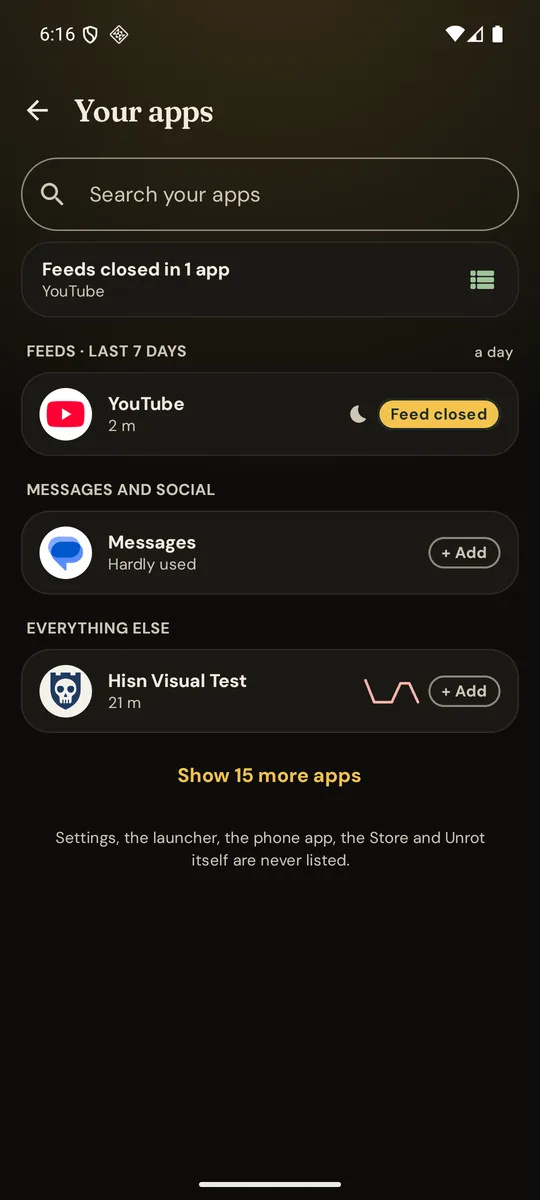 6:16
Your apps
Search your apps
Feeds closed in 1 app
YouTube
FEEDS · LAST 7 DAYS
a day
YouTube
2 m
Feed closed
MESSAGES AND SOCIAL
Messages
Hardly used
+ Add
EVERYTHING ELSE
Hisn Visual Test
21 m
+ Add
Show 15 more apps
Settings, the launcher, the phone app, the Store and Unrot
itself are never listed.